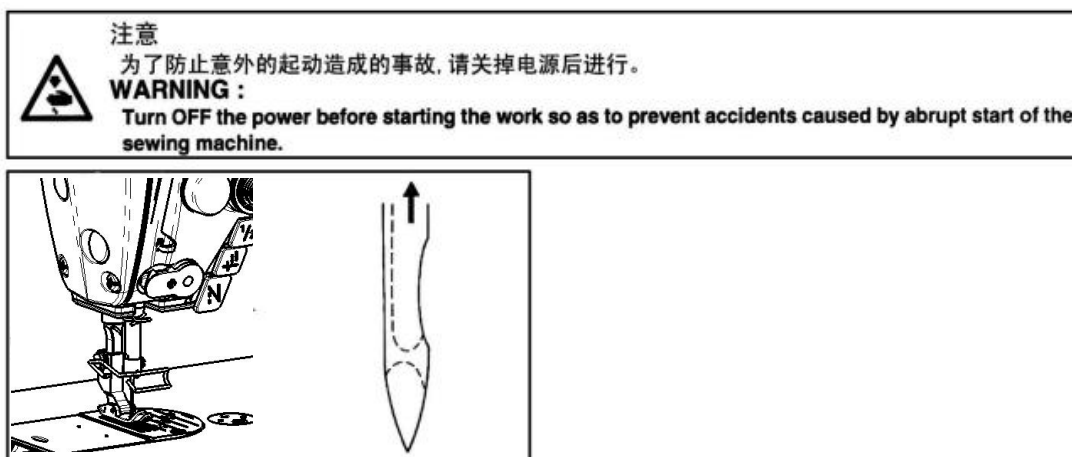 注意
为了防止意外的起动造成的事故, 请关掉电源后进行。
WARNING :
Turn OFF the power before starting the work so as to prevent accidents caused by abrupt start of the
sewing machine.